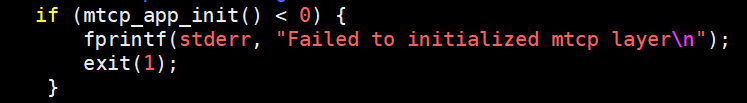 if (mtcp_app_init() < 0) {
fprintf(stderr, "Failed to initialized mtcp layer\n");
exit(1);
}